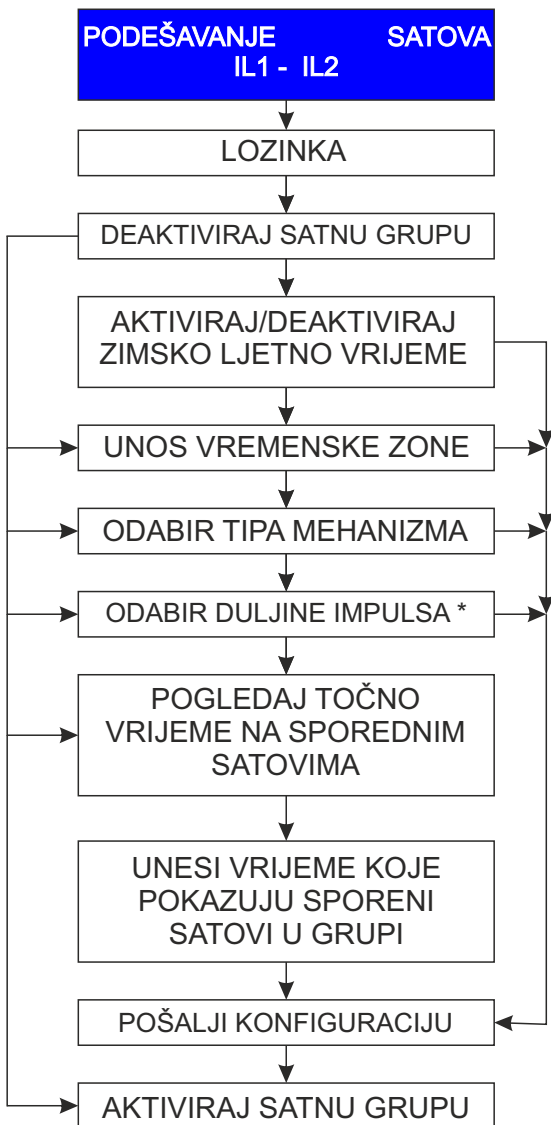 PODEŠAVANJE SATOVA
IL1 - IL2
LOZINKA
DEAKTIVIRAJ SATNU GRUPU
AKTIVIRAJ/DEAKTIVIRAJ
ZIMSKO LJETNO VRIJEME
UNOS VREMENSKE ZONE
ODABIR TIPA MEHANIZMA
ODABIR DULJINE IMPULSA *
POGLEDAJ TOČNO
VRIJEME NA SPOREDNIM
SATOVIMA
UNESI VRIJEME KOJE
POKAZUJU SPORENI
SATOVI U GRUPI
POŠALJI KONFIGURACIJU
AKTIVIRAJ SATNU GRUPU